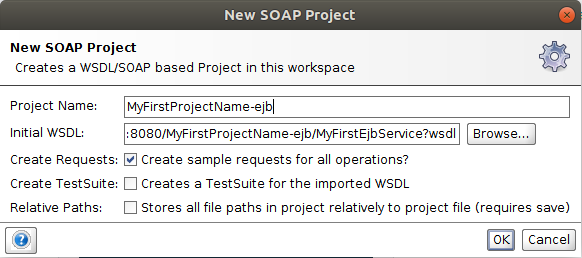 New SOAP Project
New SOAP Project
Creates a WSDL/SOAP based Project in this workspace
Project Name: MyFirstProjectName-ejb
Initial WSDL: :8080/MyFirstProjectName-ejb/MyFirstEjbService?wsdl Browse...
Create Requests: Create sample requests for all operations?
Create TestSuite: Creates a TestSuite for the imported WSDL
Relative Paths: Stores all file paths in project relatively to project file (requires save)
? OK Cancel